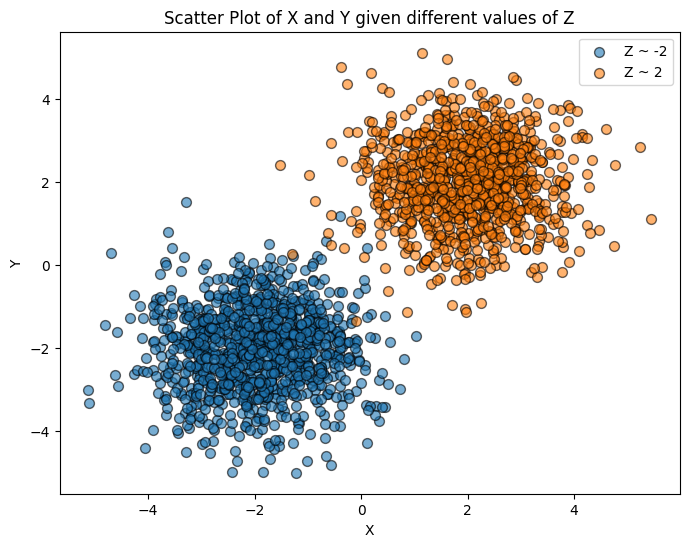 Scatter Plot of X and Y given different values of Z
Z ~ -2
Z ~ 2
4
2
0
−2
−4
Y
−4
−2
0
2
4
X